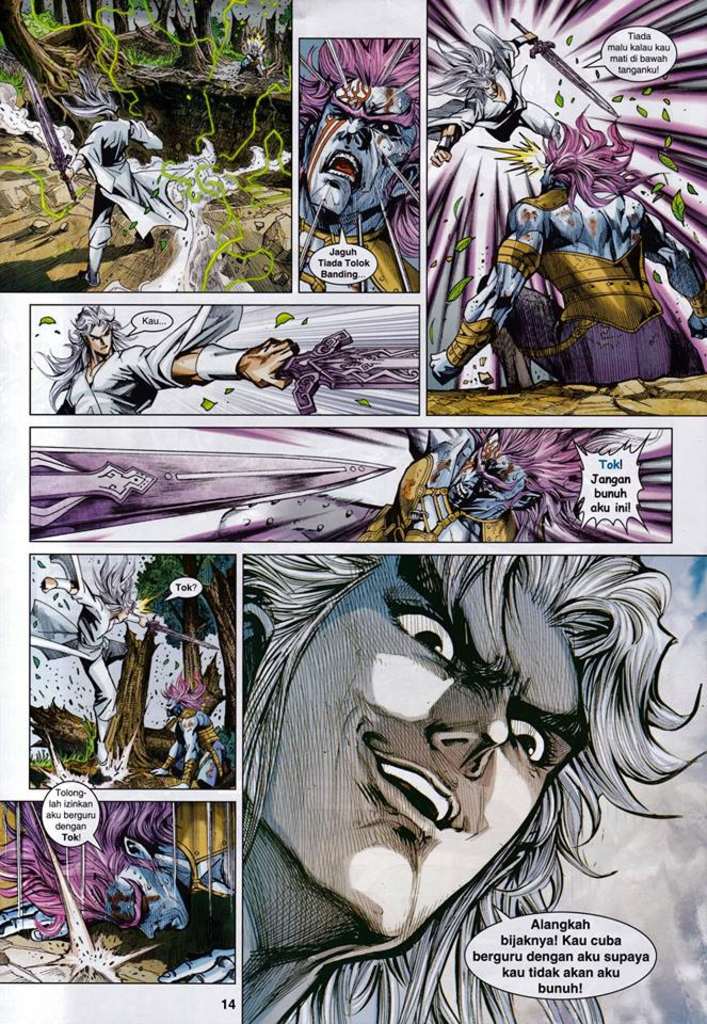 Jaguh
Tiada Tolok
Banding...
Tiada
malu kalau kau
mati di bawah
tanganku!
Kau...
Tok!
Jangan
bunuh
aku ini!
Tok?
Tolong-
lah izinkan
aku berguru
dengan
Tok!
Alangkah
bijaknya! Kau cuba
berguru dengan aku supaya
kau tidak akan aku
bunuh!
14